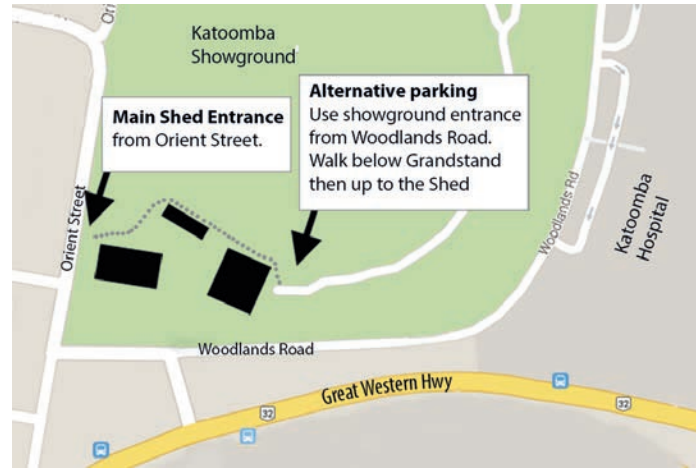 Ori
Katoomba
Showground
Main Shed Entrance
from Orient Street.
Alternative parking
Use showground entrance
from Woodlands Road.
Walk below Grandstand
then up to the Shed
Orient Street
Woodlands Rd
Katoomba
Hospital
Woodlands Road
Great Western Hwy
32
32